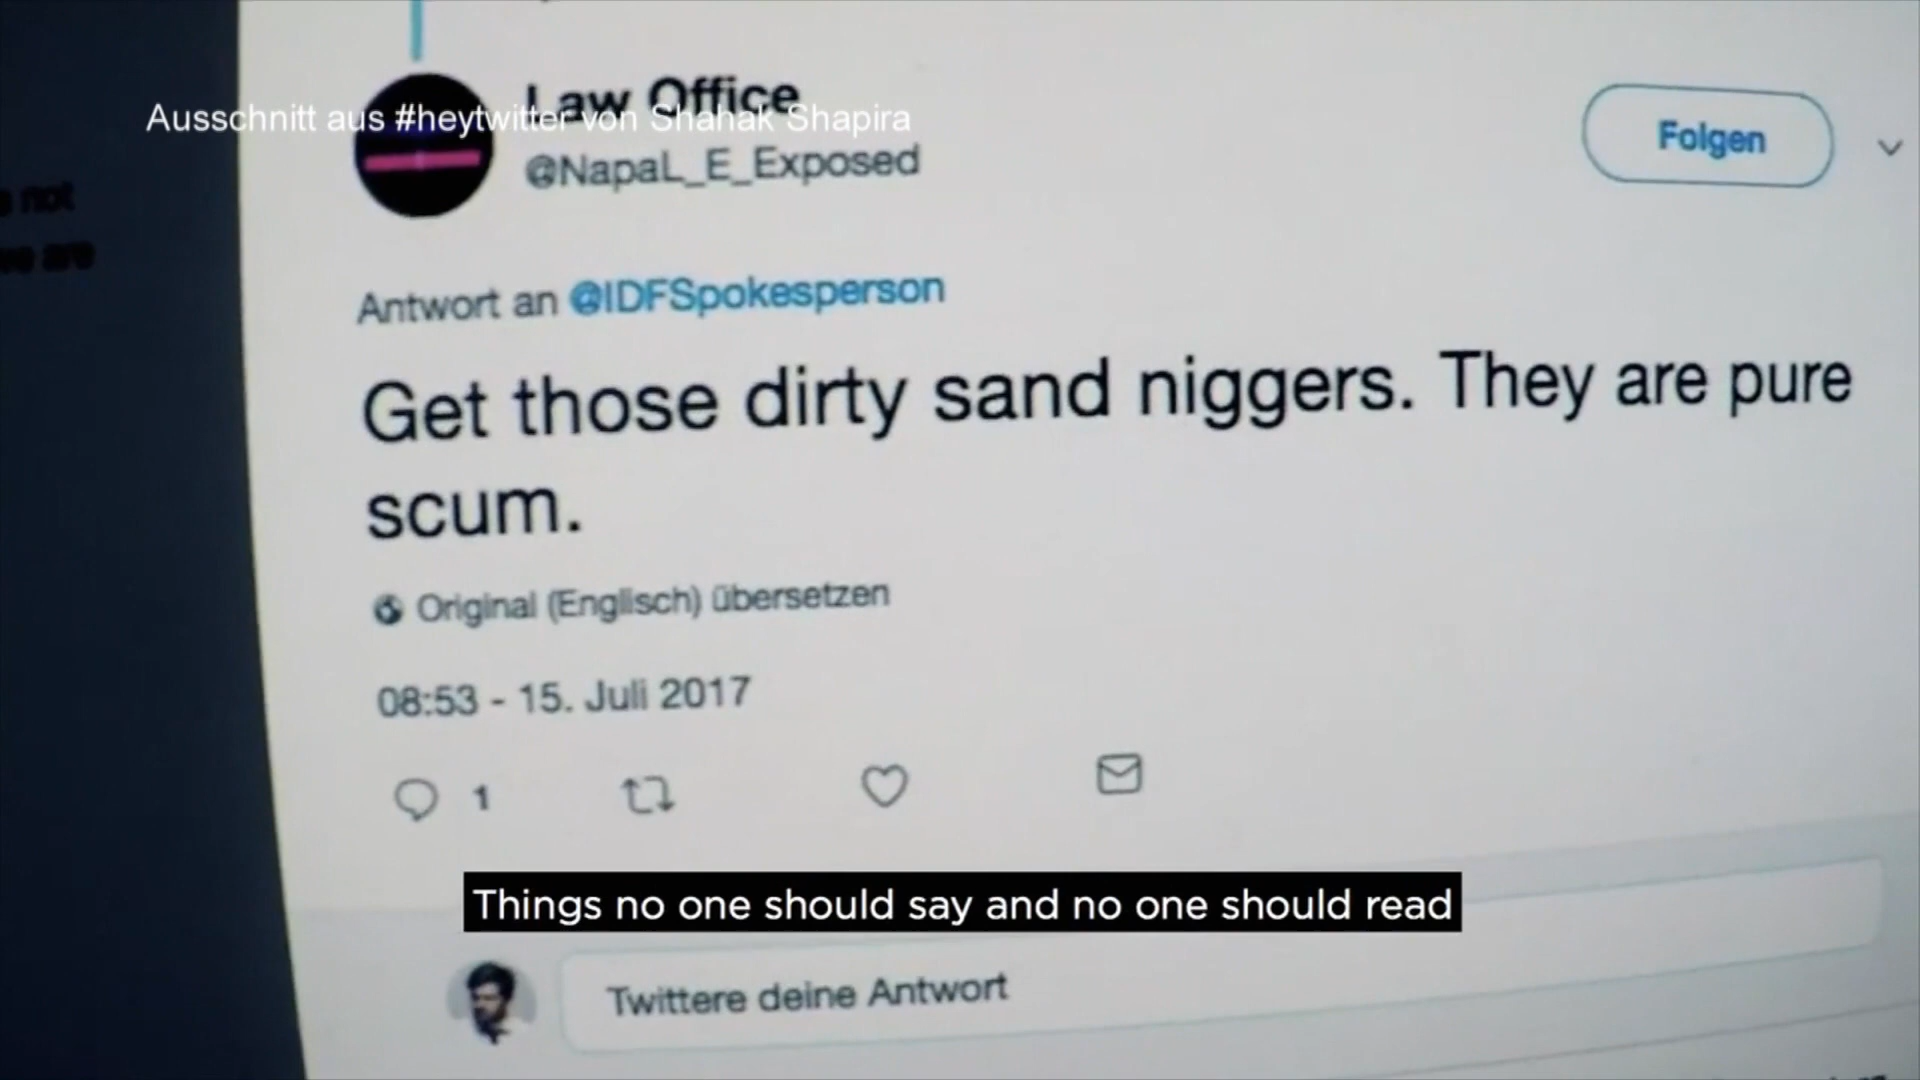 Law Office
Ausschnitt aus #heytwitter von Shahak Shapira
@NapaL_E_Exposed
Folgen
not
are
Antwort an @IDFSpokesperson
Get those dirty sand niggers. They are pure
scum.
Original (Englisch) übersetzen
08:53 - 15. Juli 2017
1
Things no one should say and no one should read
Twittere deine Antwort